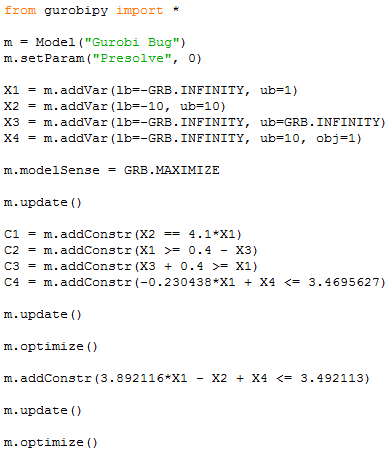 from gurobipy import *
m = Model("Gurobi Bug")
m.setParam("Presolve", 0)
X1 = m.addVar(lb=-GRB.INFINITY, ub=1)
X2 = m.addVar(lb=-10, ub=10)
X3 = m.addVar(lb=-GRB.INFINITY, ub=GRB.INFINITY)
X4 = m.addVar(lb=-GRB.INFINITY, ub=10, obj=1)
m.modelSense = GRB.MAXIMIZE
m.update()
C1 = m.addConstr(X2 == 4.1*X1)
C2 = m.addConstr(X1 >= 0.4 - X3)
C3 = m.addConstr(X3 + 0.4 >= X1)
C4 = m.addConstr(-0.230438*X1 + X4 <= 3.4695627)
m.update()
m.optimize()
m.addConstr(3.892116*X1 - X2 + X4 <= 3.492113)
m.update()
m.optimize()